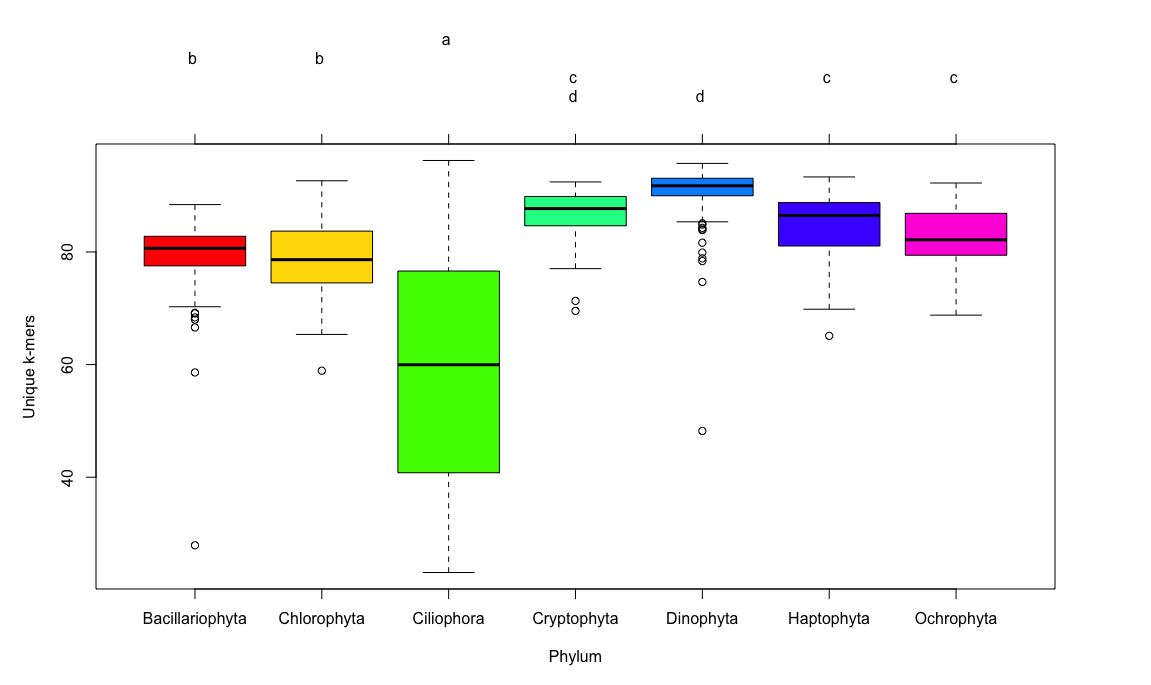 a
b b
c c c
d d
80
60
40
Unique k-mers
Bacillariophyta Chlorophyta Ciliophora Cryptophyta Dinophyta Haptophyta Ochrophyta
Phylum